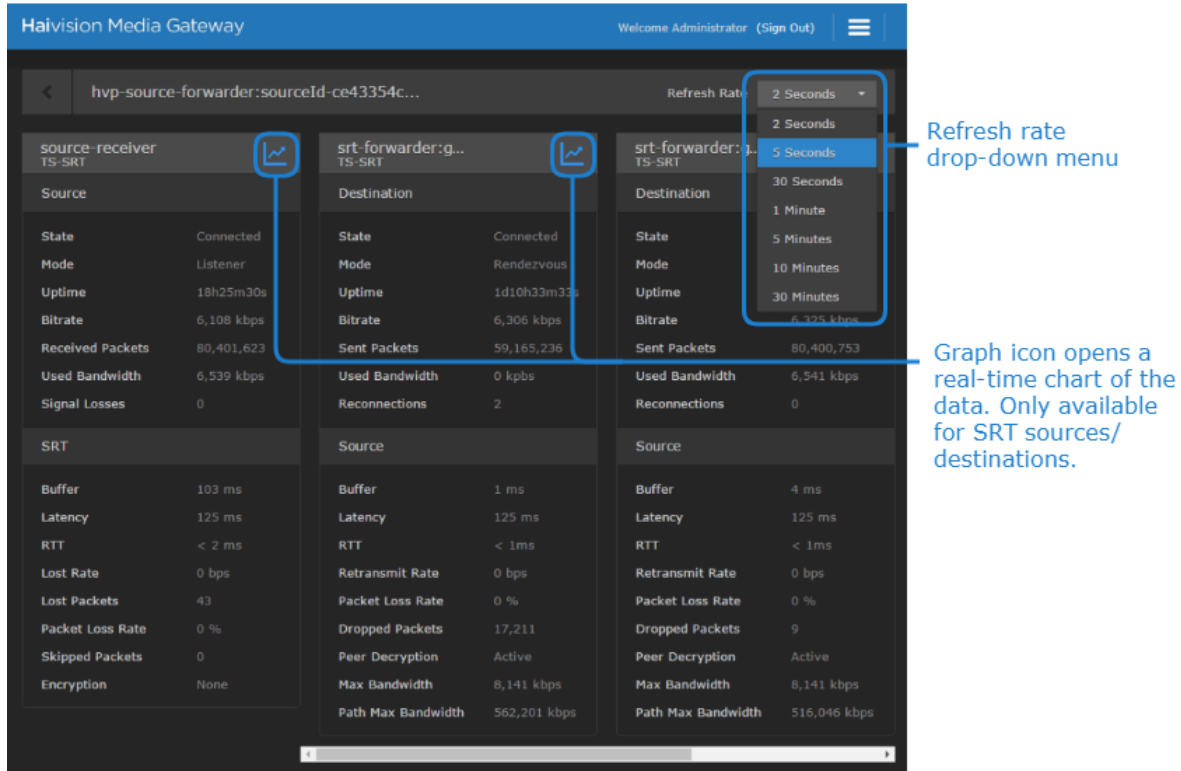 Haivision Media Gateway
Welcome Administrator (Sign Out)
hvp-source-forwarder:sourceId-ce43354c...
Refresh Rate
2 Seconds
2 Seconds
5 Seconds
30 Seconds
1 Minute
5 Minutes
10 Minutes
30 Minutes
Refresh rate
drop-down menu
source-receiver
TS-SRT
Source
State Connected
Mode Listener
Uptime 18h25m30s
Bitrate 6,108 kbps
Received Packets 80,401,623
Used Bandwidth 6,539 kbps
Signal Losses 0
SRT
Buffer 103 ms
Latency 125 ms
RTT < 2 ms
Lost Rate 0 bps
Lost Packets 43
Packet Loss Rate 0 %
Skipped Packets 0
Encryption None
srt-forwarder:g...
TS-SRT
Destination
State Connected
Mode Rendezvous
Uptime 1d10h33m33s
Bitrate 6,306 kbps
Sent Packets 59,165,236
Used Bandwidth 0 kpbs
Reconnections 2
Source
Buffer 1 ms
Latency 125 ms
RTT < 1ms
Retransmit Rate 0 bps
Packet Loss Rate 0 %
Dropped Packets 17,211
Peer Decryption Active
Max Bandwidth 8,141 kbps
Path Max Bandwidth 562,201 kbps
srt-forwarder:g...
TS-SRT
Destination
State
Mode
Uptime
Bitrate 6,325 kbps
Sent Packets 80,400,753
Used Bandwidth 6,541 kbps
Reconnections 0
Source
Buffer 4 ms
Latency 125 ms
RTT < 1ms
Retransmit Rate 0 bps
Packet Loss Rate 0 %
Dropped Packets 9
Peer Decryption Active
Max Bandwidth 8,141 kbps
Path Max Bandwidth 516,046 kbps
Graph icon opens a
real-time chart of the
data. Only available
for SRT sources/
destinations.